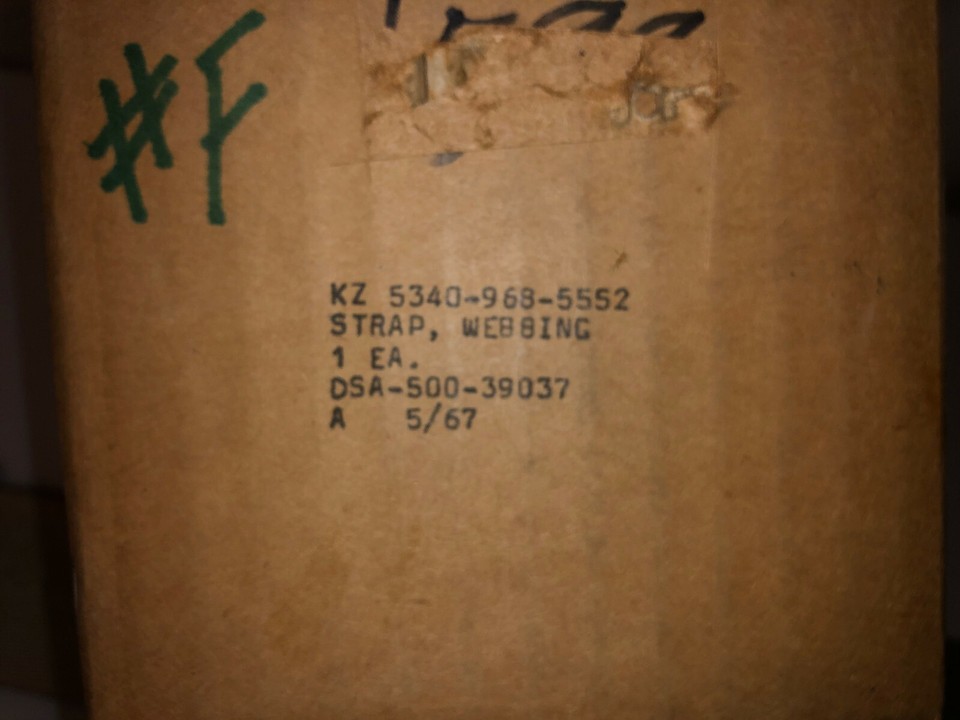 #F
KZ 5340-968-5552
STRAP, WEBBING
1 EA.
DSA-500-39037
A 5/67